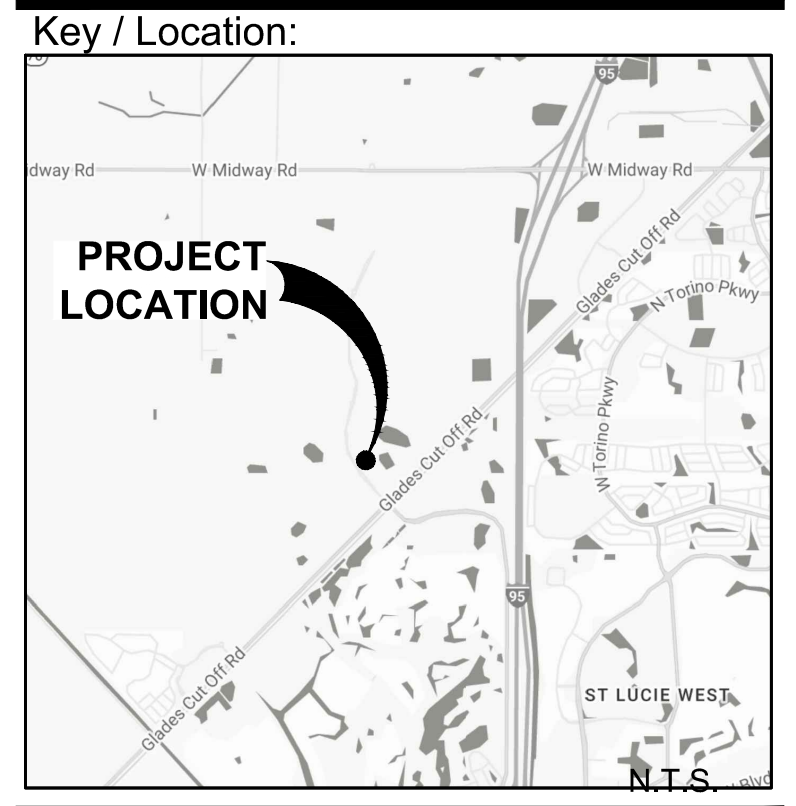 Key / Location:
95
idway Rd
W Midway Rd
W Midway Rd
Glades Cut Off Rd
PROJECT
LOCATION
N Torino Pkwy
W Torino Pkwy
Glades Cut Off Rd
95
Glades Cut Off Rd
ST LUCIE WEST
N.T.S.
Blvd